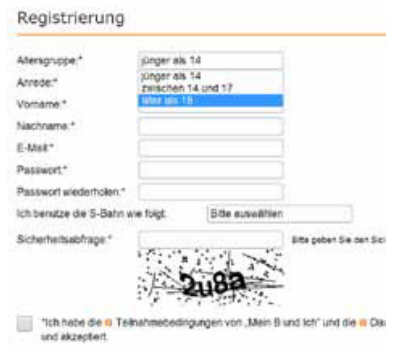 Registrierung
Altersgruppe:* jünger als 14
jünger als 14
Anrede:*
zwischen 14 und 17
Vorname:* älter als 18
Nachname:*
E-Mail:*
Passwort:*
Passwort wiederholen:*
Ich benutze die S-Bahn wie folgt: Bitte auswählen
Sicherheitsabfrage:* Bitte geben Sie den Sic
2u8a
"Ich habe die Teilnahmebedingungen von „Mein B und Ich" und die Da
und akzeptiert.